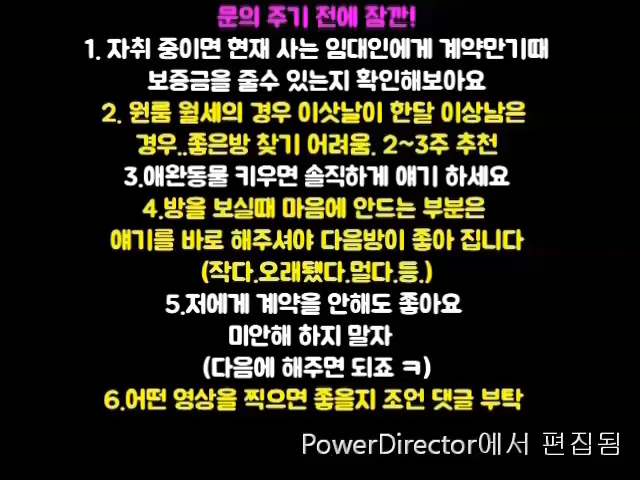 문의 주기 전에 잠깐!
1. 자취 중이면 현재 사는 임대인에게 계약만기때
보증금을 줄수 있는지 확인해보아요
2. 원룸 월세의 경우 이삿날이 한달 이상남은
경우..좋은방 찾기 어려움. 2~3주 추천
3.애완동물 키우면 솔직하게 얘기 하세요
4.방을 보실때 마음에 안드는 부분은
얘기를 바로 해주셔야 다음방이 좋아 집니다
(작다.오래됐다.멀다.등.)
5.저에게 계약을 안해도 좋아요
미안해 하지 말자
(다음에 해주면 되죠 ㅋ)
6.어떤 영상을 찍으면 좋을지 조언 댓글 부탁
PowerDirector에서 편집됨